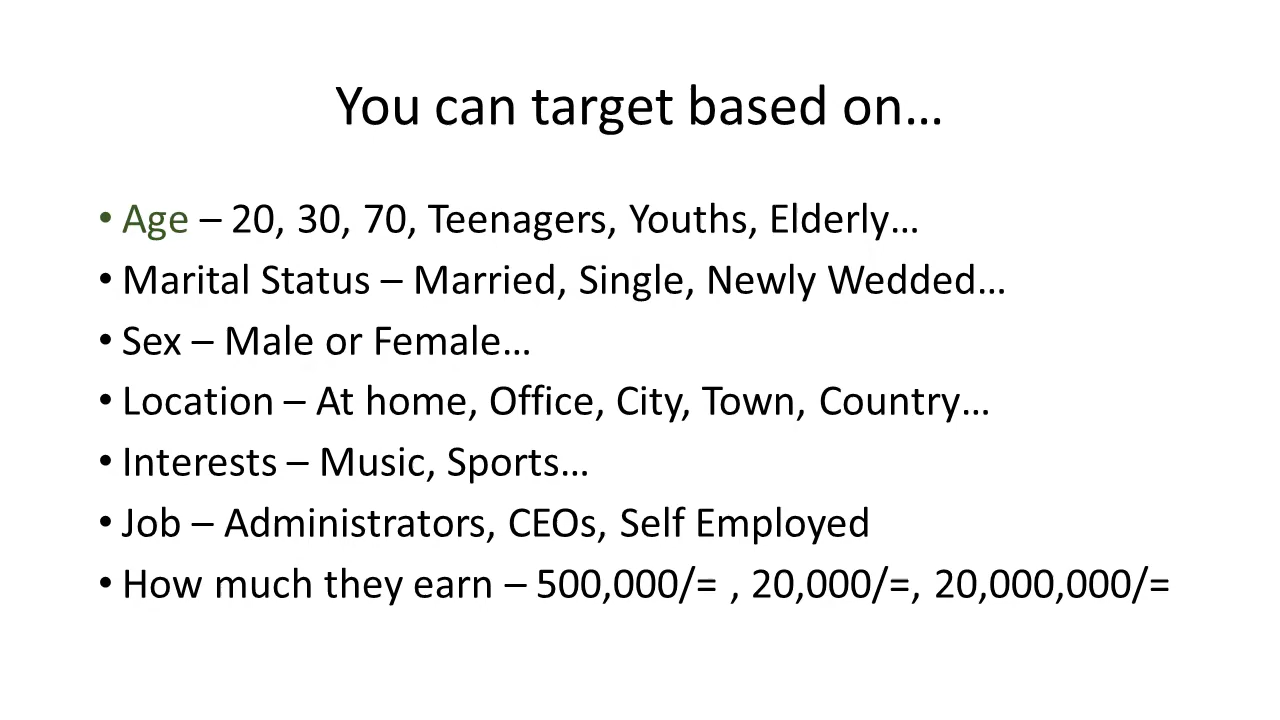 You can target based on…
• Age – 20, 30, 70, Teenagers, Youths, Elderly…
• Marital Status – Married, Single, Newly Wedded…
• Sex – Male or Female…
• Location – At home, Office, City, Town, Country…
• Interests – Music, Sports…
• Job – Administrators, CEOs, Self Employed
• How much they earn – 500,000/= , 20,000/=, 20,000,000/=